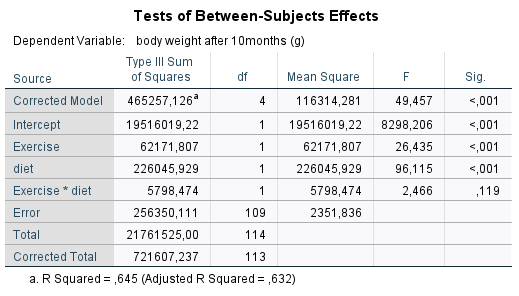 Tests of Between-Subjects Effects
Dependent Variable: body weight after 10months (g)
Source Type III Sum of Squares df Mean Square F Sig.
Corrected Model 465257,126a 4 116314,281 49,457 <,001
Intercept 19516019,22 1 19516019,22 8298,206 <,001
Exercise 62171,807 1 62171,807 26,435 <,001
diet 226045,929 1 226045,929 96,115 <,001
Exercise * diet 5798,474 1 5798,474 2,466 ,119
Error 256350,111 109 2351,836
Total 21761525,00 114
Corrected Total 721607,237 113
a. R Squared = ,645 (Adjusted R Squared = ,632)